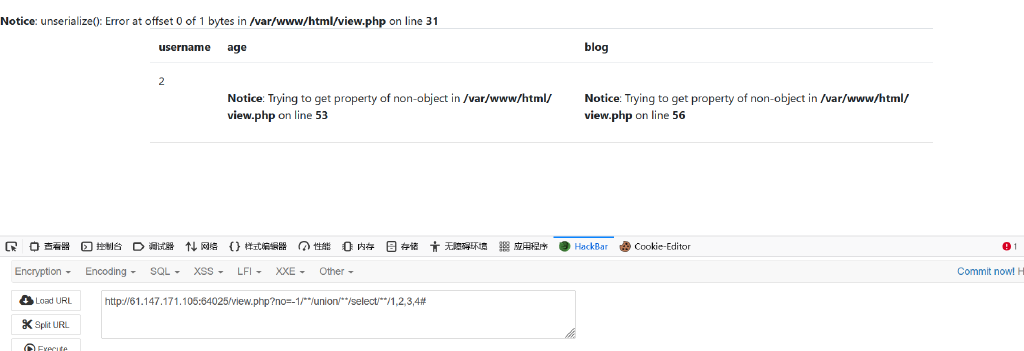 Notice: unserialize(): Error at offset 0 of 1 bytes in /var/www/html/view.php on line 31
username age blog
2
Notice: Trying to get property of non-object in /var/www/html/
view.php on line 53
Notice: Trying to get property of non-object in /var/www/html/
view.php on line 56
查看器 控制台 调试器 网络 {} 样式编辑器 性能 内存 存储 无障碍环境 应用程序 HackBar Cookie-Editor 1
Encryption Encoding SQL XSS LFI XXE Other Commit now! H
Load URL
http://61.147.171.105:64025/view.php?no=-1/**/union/**/select/**/1,2,3,4#
Split URL
Execute